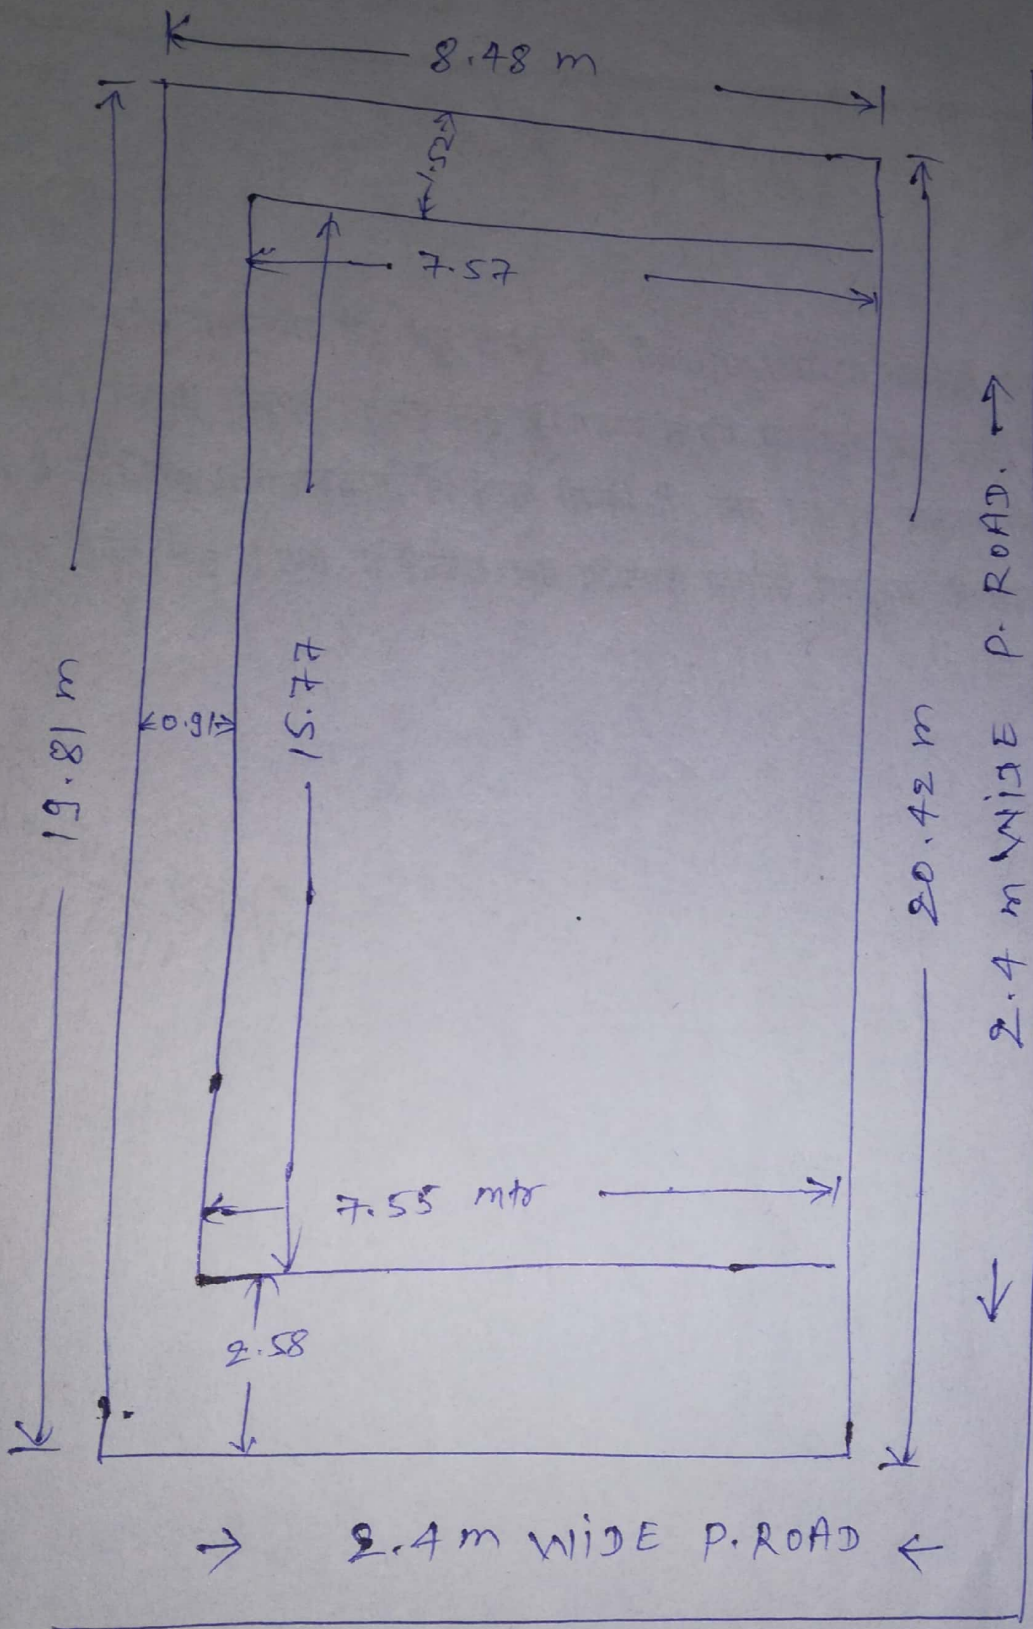 8.48 m
1.52
7.57
19.81 m
0.91
15.77
20.42 m
2.4 m WIDE P. ROAD.
7.55 mtr
2.58
2.4 m WIDE P. ROAD